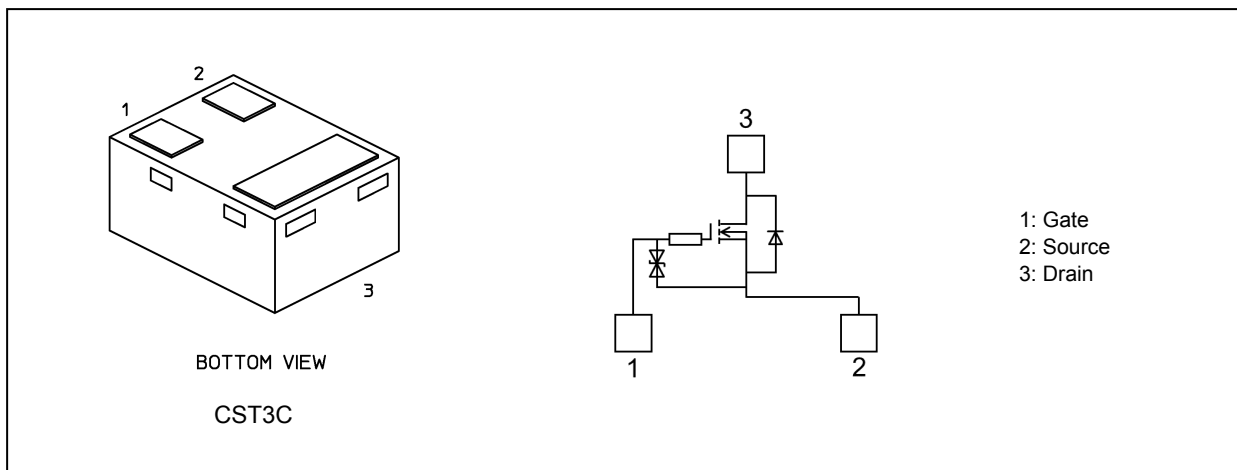 2
1
3
BOTTOM VIEW
CST3C
3
1
2
1: Gate
2: Source
3: Drain